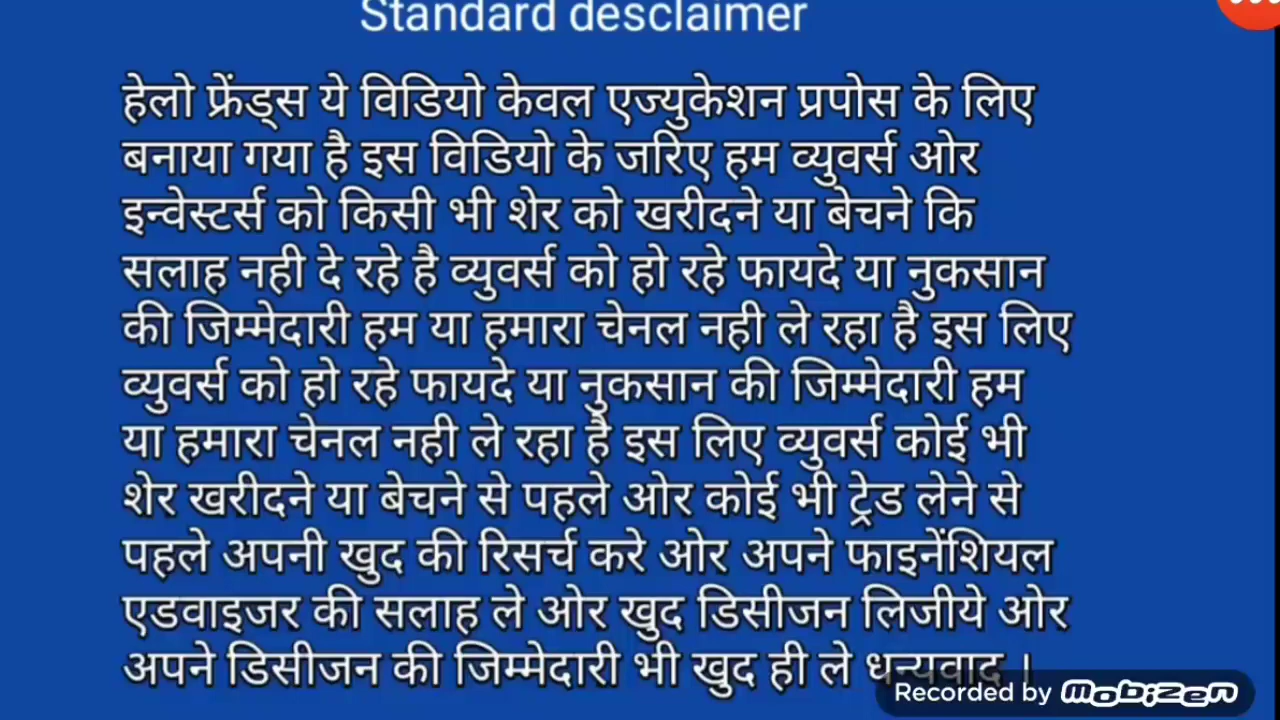 Standard desclaimer
हेलो फ्रेंड्स ये विडियो केवल एज्युकेशन प्रपोस के लिए
बनाया गया है इस विडियो के जरिए हम व्युवर्स ओर
इन्वेस्टर्स को किसी भी शेर को खरीदने या बेचने कि
सलाह नही दे रहे है व्युवर्स को हो रहे फायदे या नुकसान
की जिम्मेदारी हम या हमारा चेनल नही ले रहा है इस लिए
व्युवर्स को हो रहे फायदे या नुकसान की जिम्मेदारी हम
या हमारा चेनल नही ले रहा है इस लिए व्युवर्स कोई भी
शेर खरीदने या बेचने से पहले ओर कोई भी ट्रेड लेने से
पहले अपनी खुद की रिसर्च करे ओर अपने फाइनेंशियल
एडवाइजर की सलाह ले ओर खुद डिसीजन लिजीये ओर
अपने डिसीजन की जिम्मेदारी भी खुद ही ले धन्यवाद ।
Recorded by mobizen